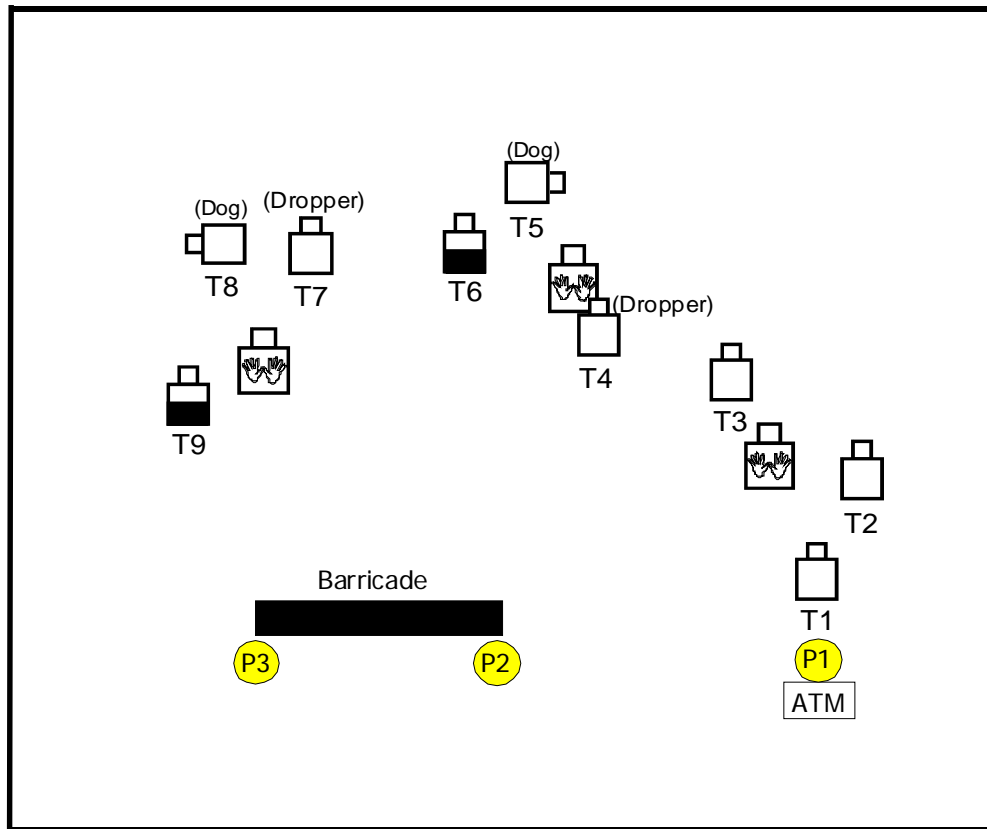 (Dog)
T5
(Dog)
T8
(Dropper)
T7
T6
(Dropper)
T4
T3
T9
T2
T1
Barricade
P3
P2
P1
ATM